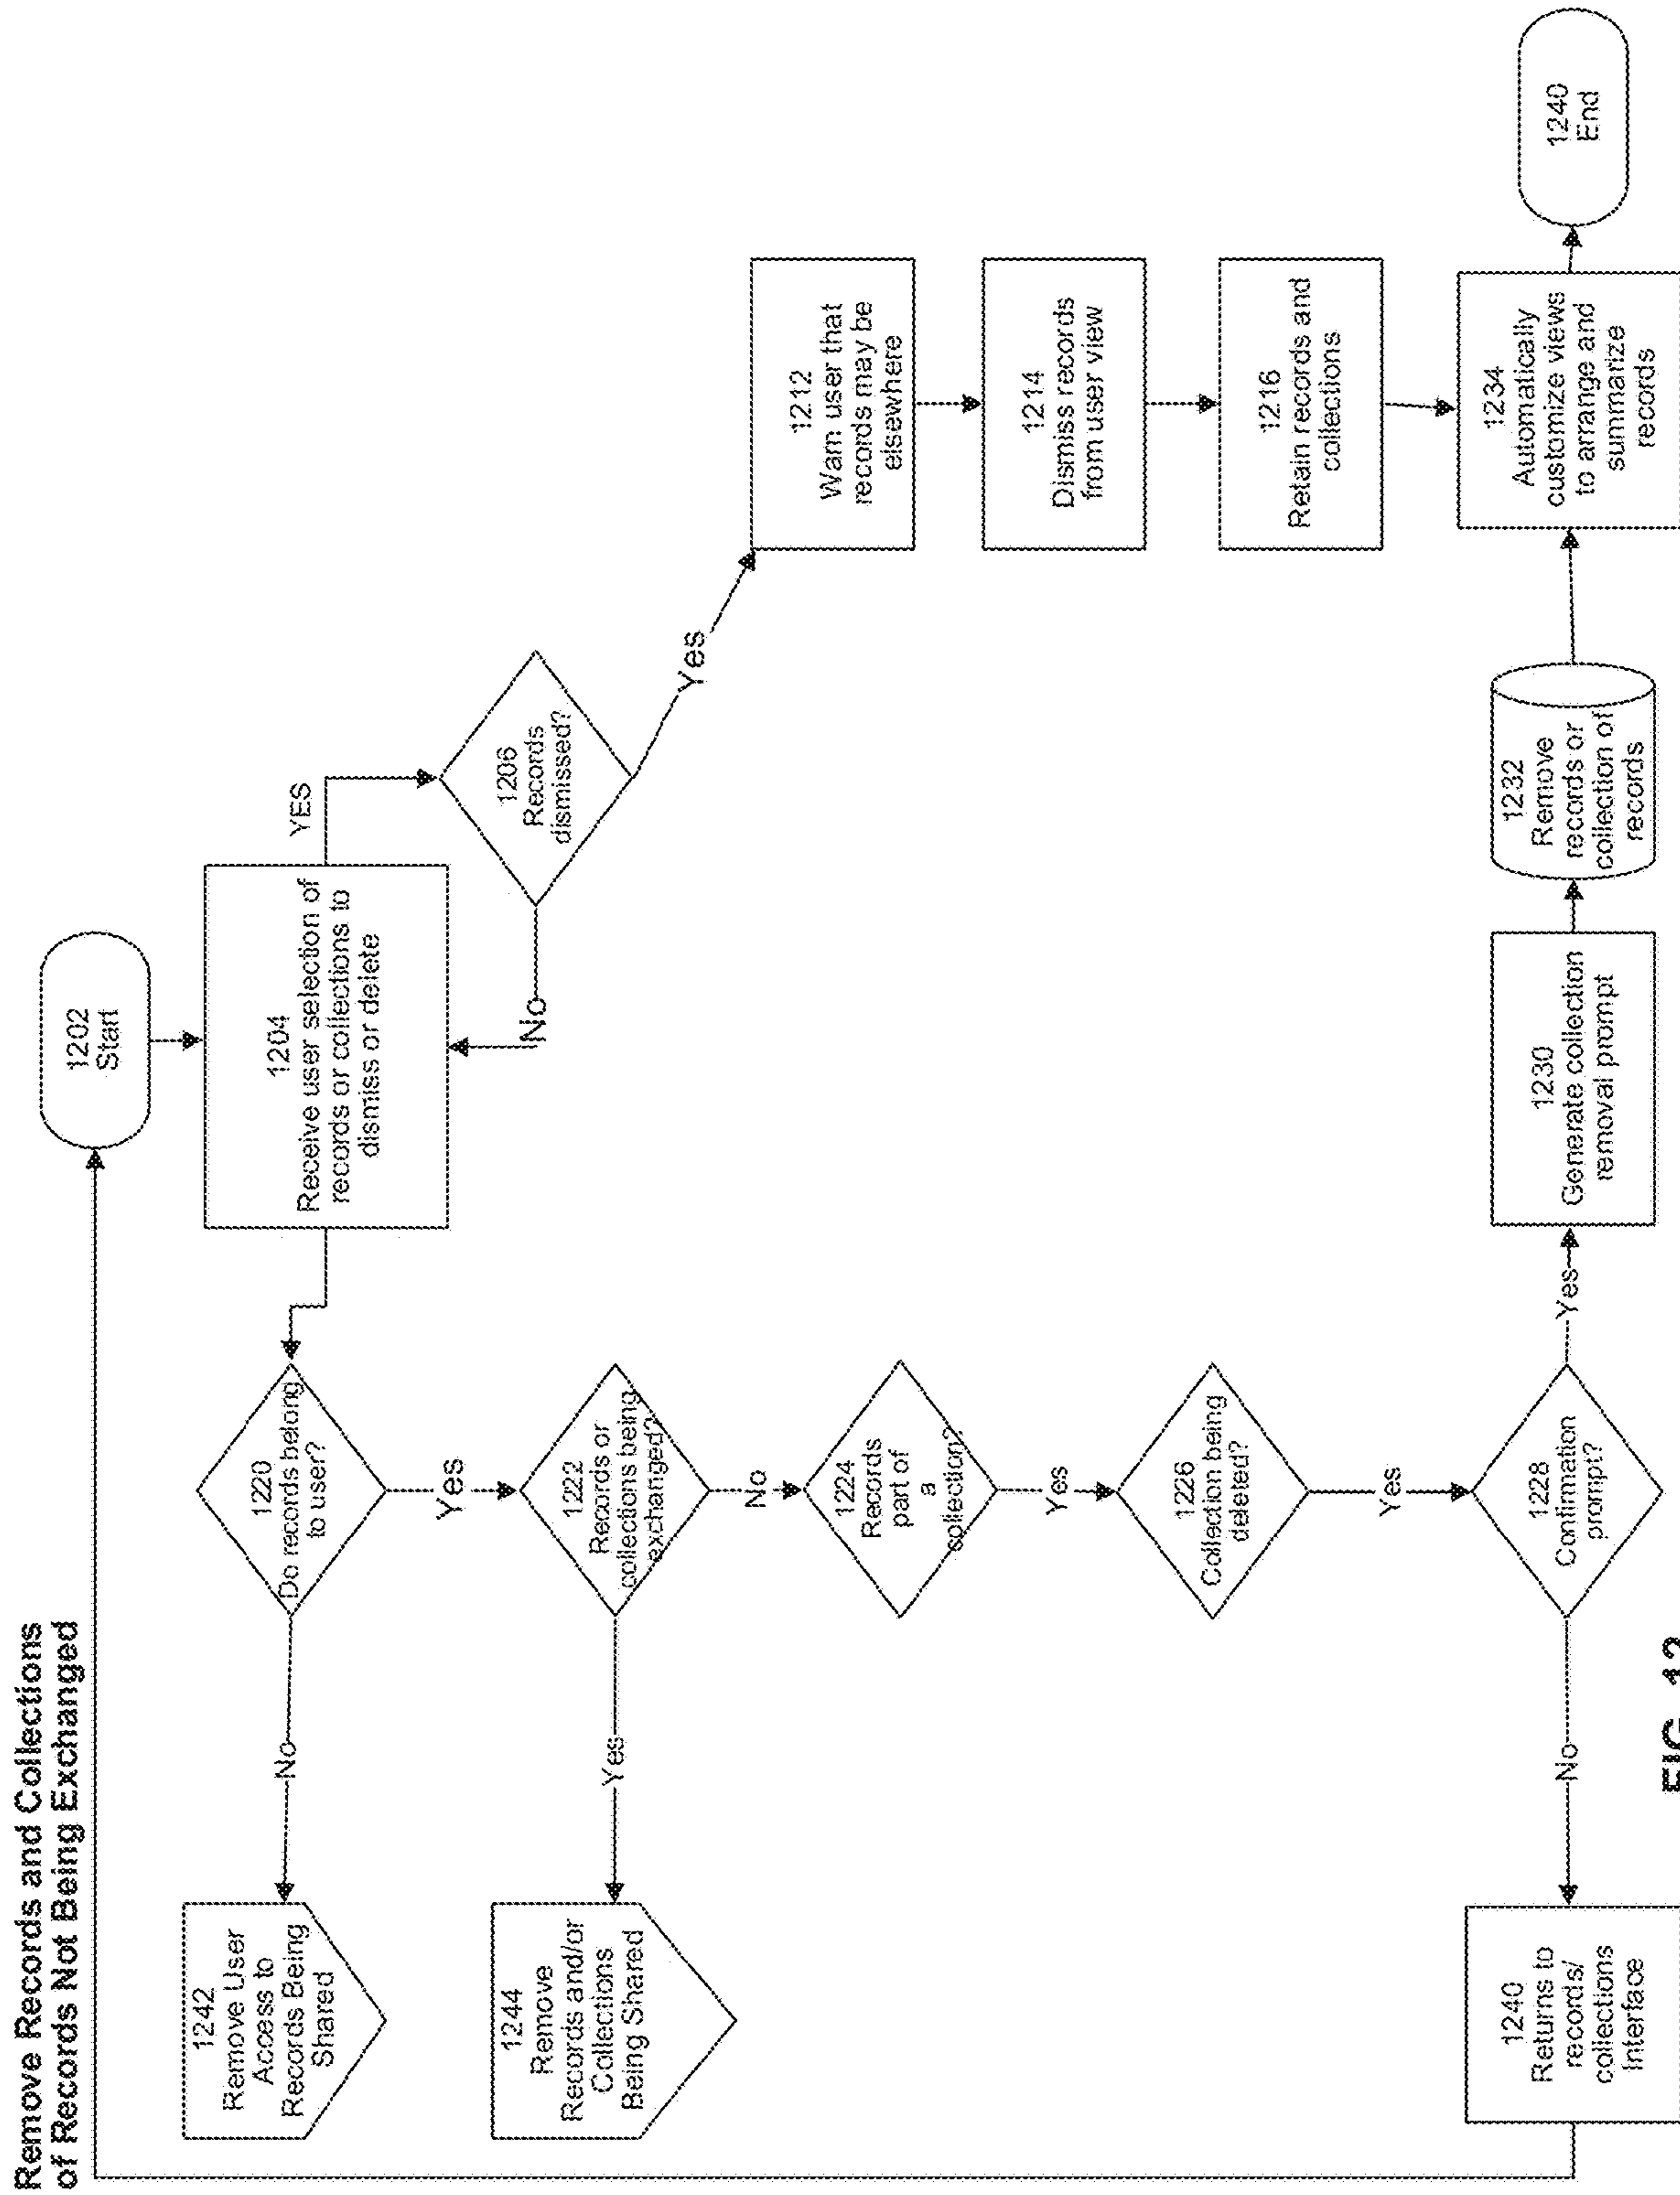 Remove Records and Collections
of Records Not Being Exchanged
1202
Start
1204
Receive user selection of
records or collections to
dismiss or delete
YES
1206
Records
dismissed?
No
Yes
1212
Warn user that
records may be
elsewhere
1214
Dismiss records
from user view
1216
Retain records and
collections
1220
Do records belong
to user?
No
Yes
1242
Remove User
Access to
Records Being
Shared
1222
Records or
collections being
exchanged?
Yes
No
1244
Remove
Records and/or
Collections
Being Shared
1224
Records
part of
a
collection?
Yes
1226
Collection being
deleted?
Yes
1228
Confirmation
prompt?
No
Yes
1240
Returns to
records/
collections
Interface
1230
Generate collection
removal prompt
1232
Remove
records or
collection of
records
1234
Automatically
customize views
to arrange and
summarize
records
1240
End
FIG. 12